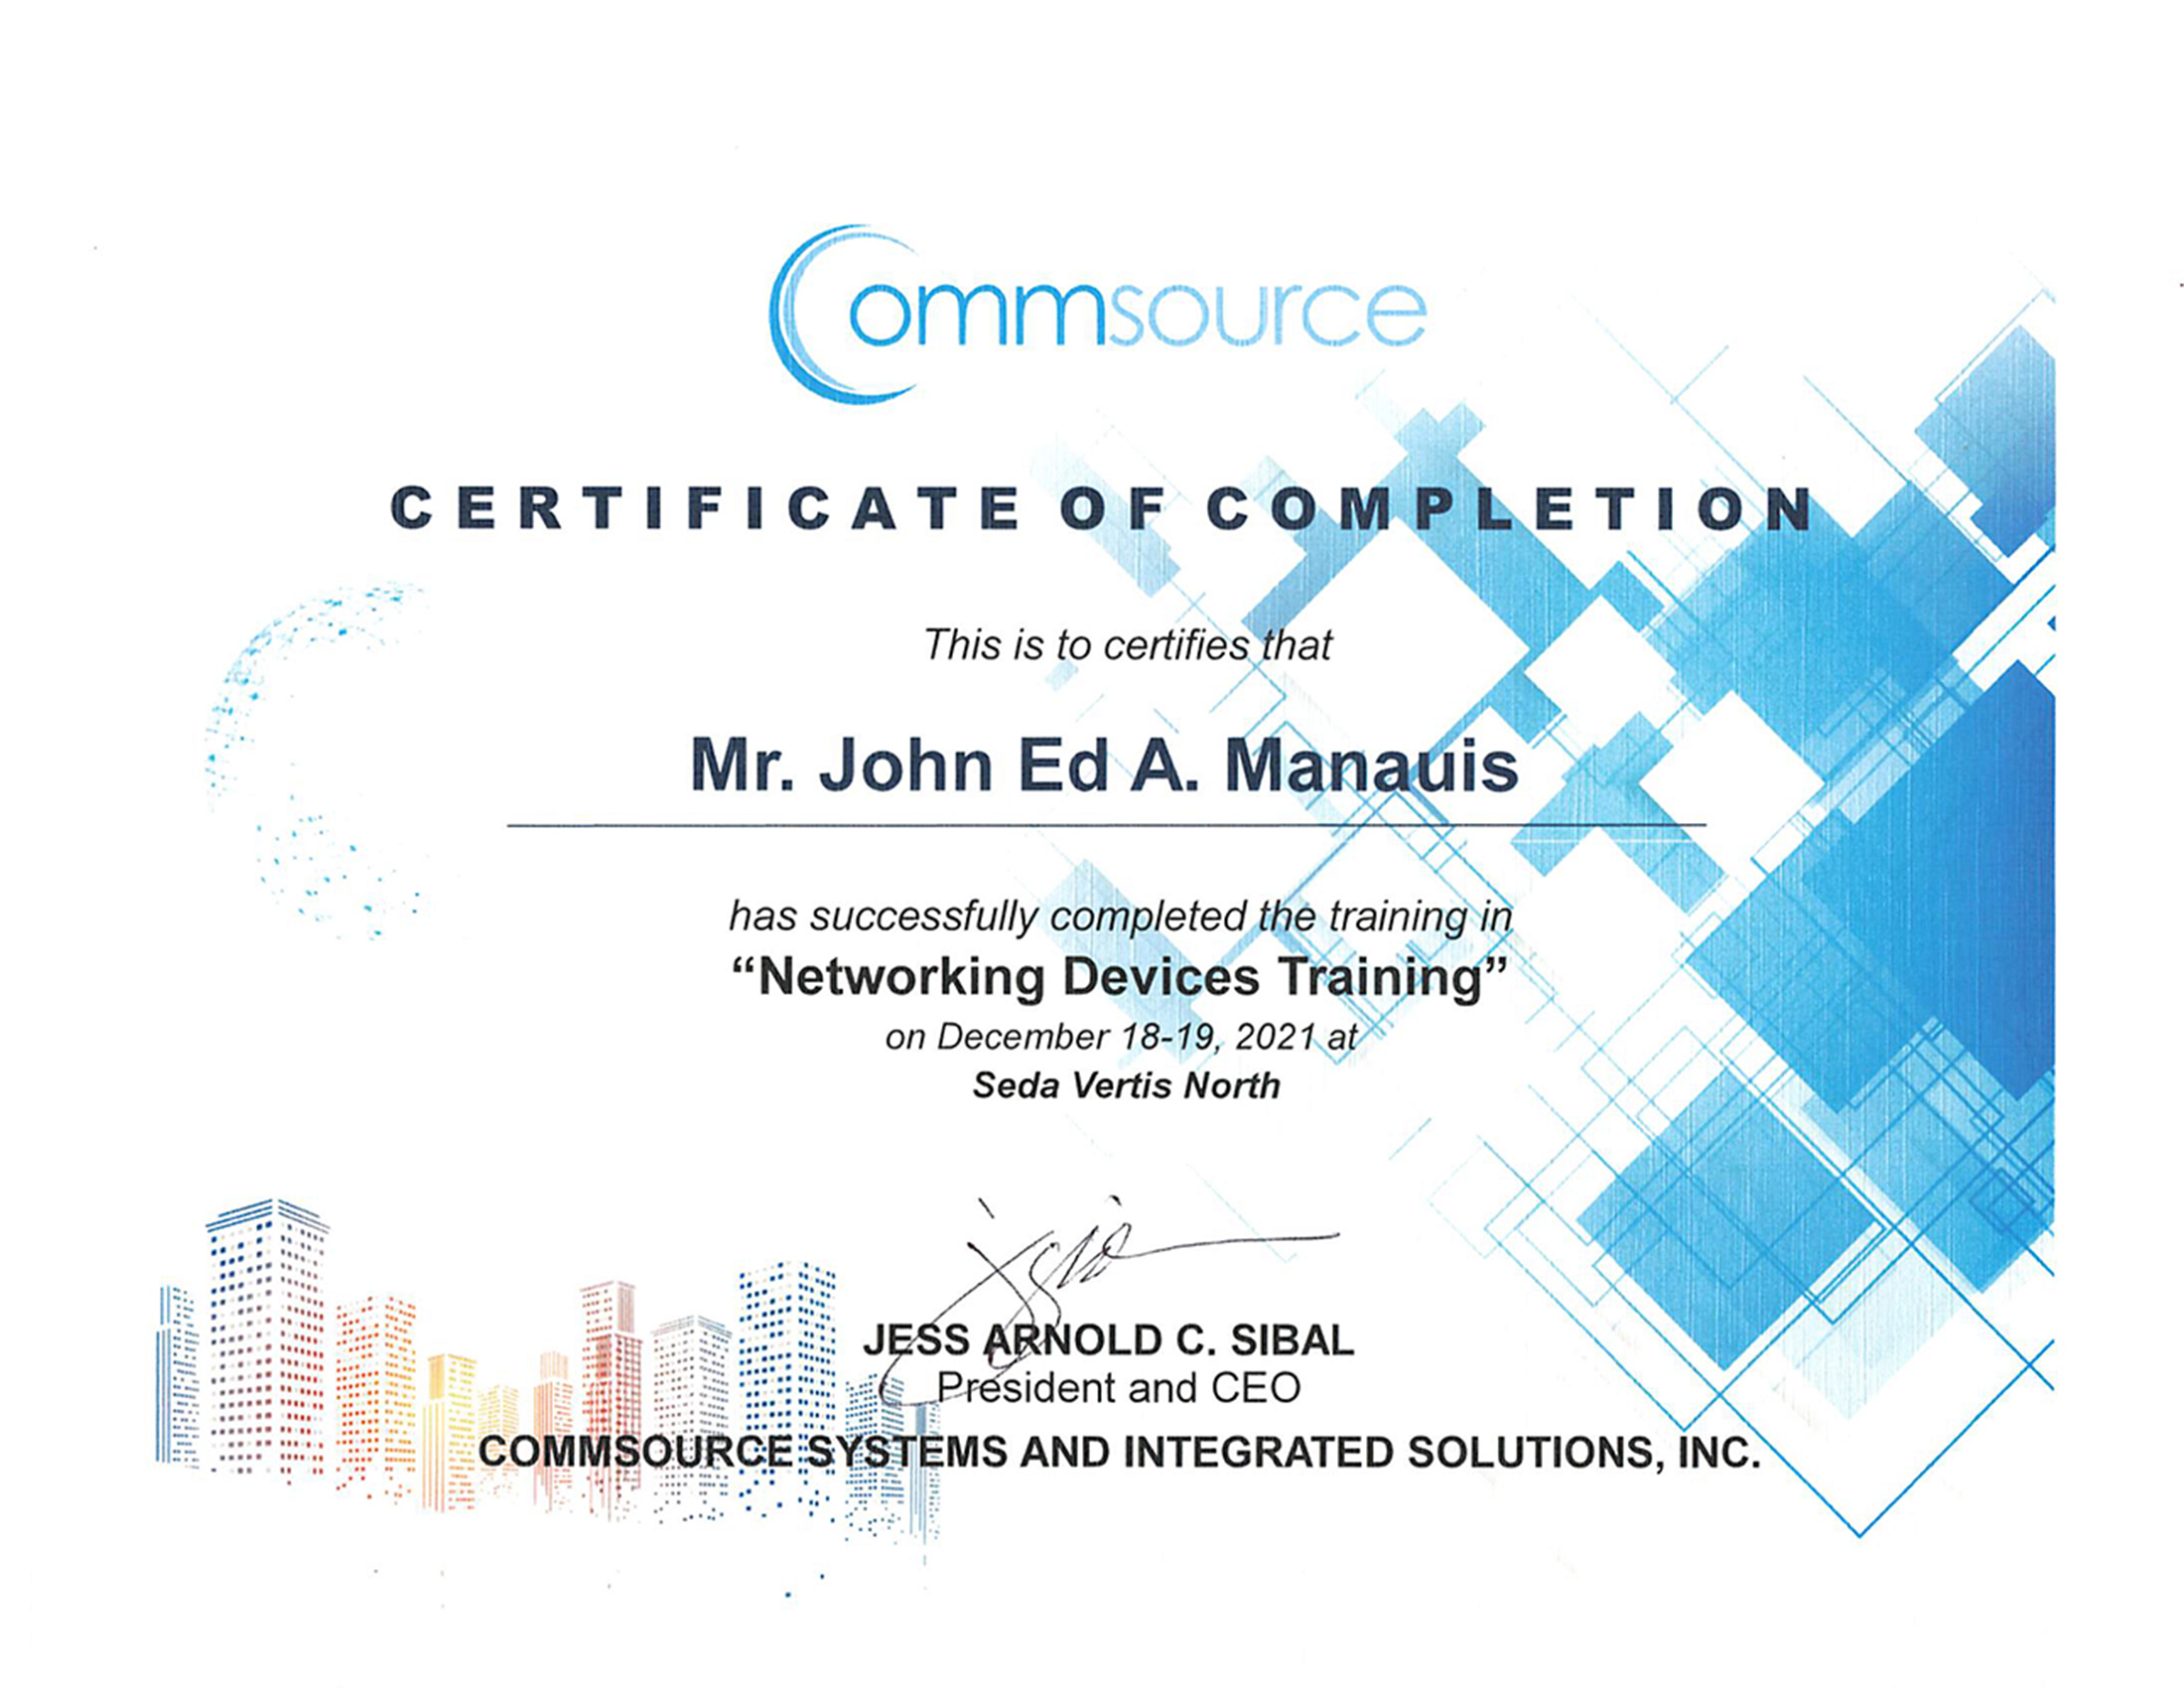 Commsource
CERTIFICATE OF COMPLETION
This is to certifies that
Mr. John Ed A. Manauis
has successfully completed the training in
“Networking Devices Training”
on December 18-19, 2021 at
Seda Vertis North
JESS ARNOLD C. SIBAL
President and CEO
COMMSOURCE SYSTEMS AND INTEGRATED SOLUTIONS, INC.